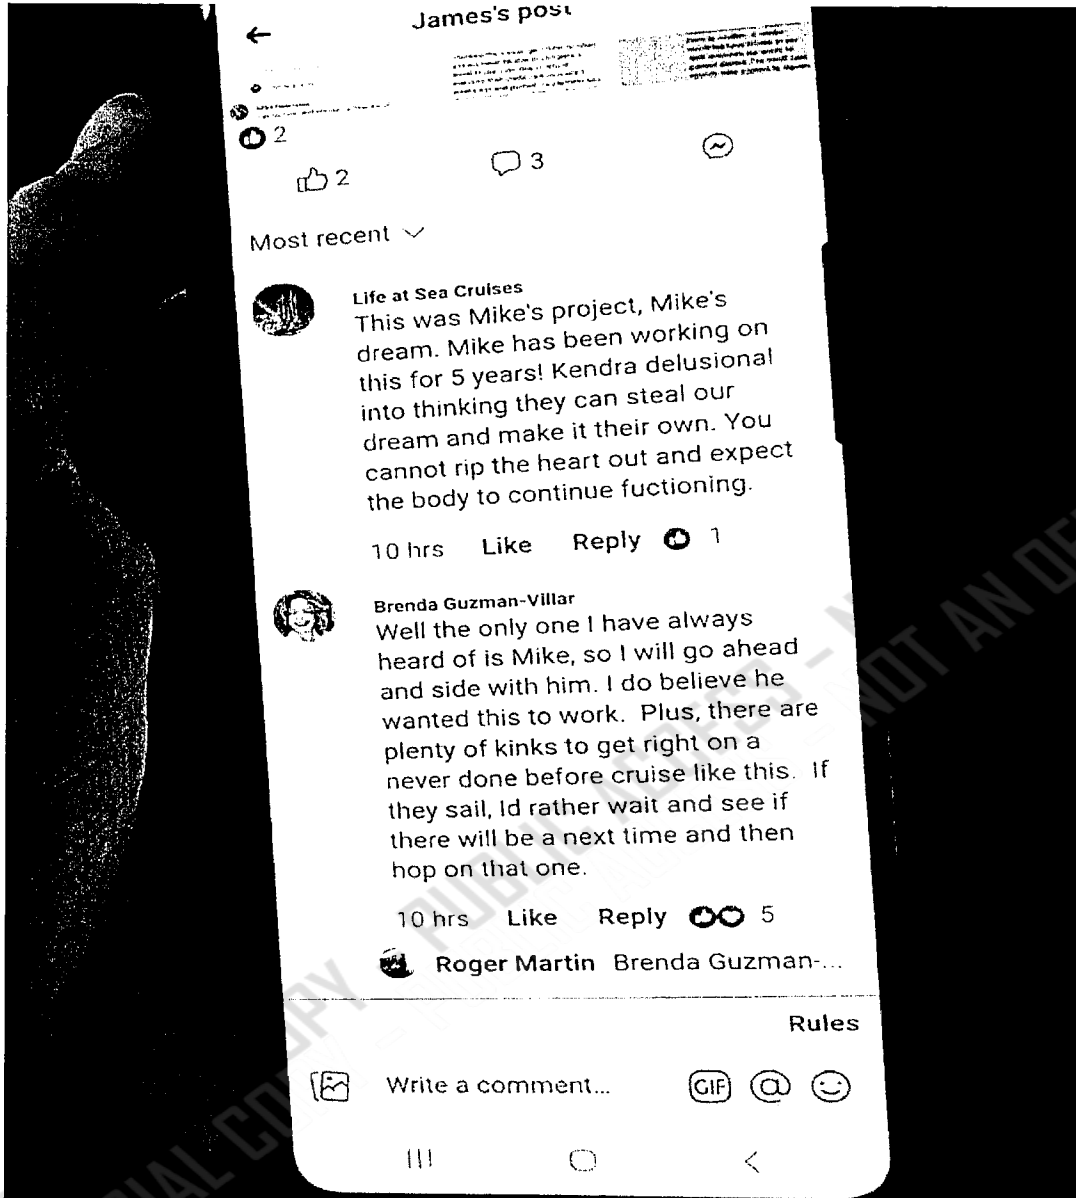 James's post
2
2
3
Most recent
Life at Sea Cruises
This was Mike's project, Mike's
dream. Mike has been working on
this for 5 years! Kendra delusional
into thinking they can steal our
dream and make it their own. You
cannot rip the heart out and expect
the body to continue fuctioning.
10 hrs Like Reply 1
Brenda Guzman-Villar
Well the only one I have always
heard of is Mike, so I will go ahead
and side with him. I do believe he
wanted this to work. Plus, there are
plenty of kinks to get right on a
never done before cruise like this. If
they sail, Id rather wait and see if
there will be a next time and then
hop on that one.
10 hrs Like Reply 5
Roger Martin Brenda Guzman-...
Rules
Write a comment...
GIF @
PUBLIC ACCESS
NOT AN